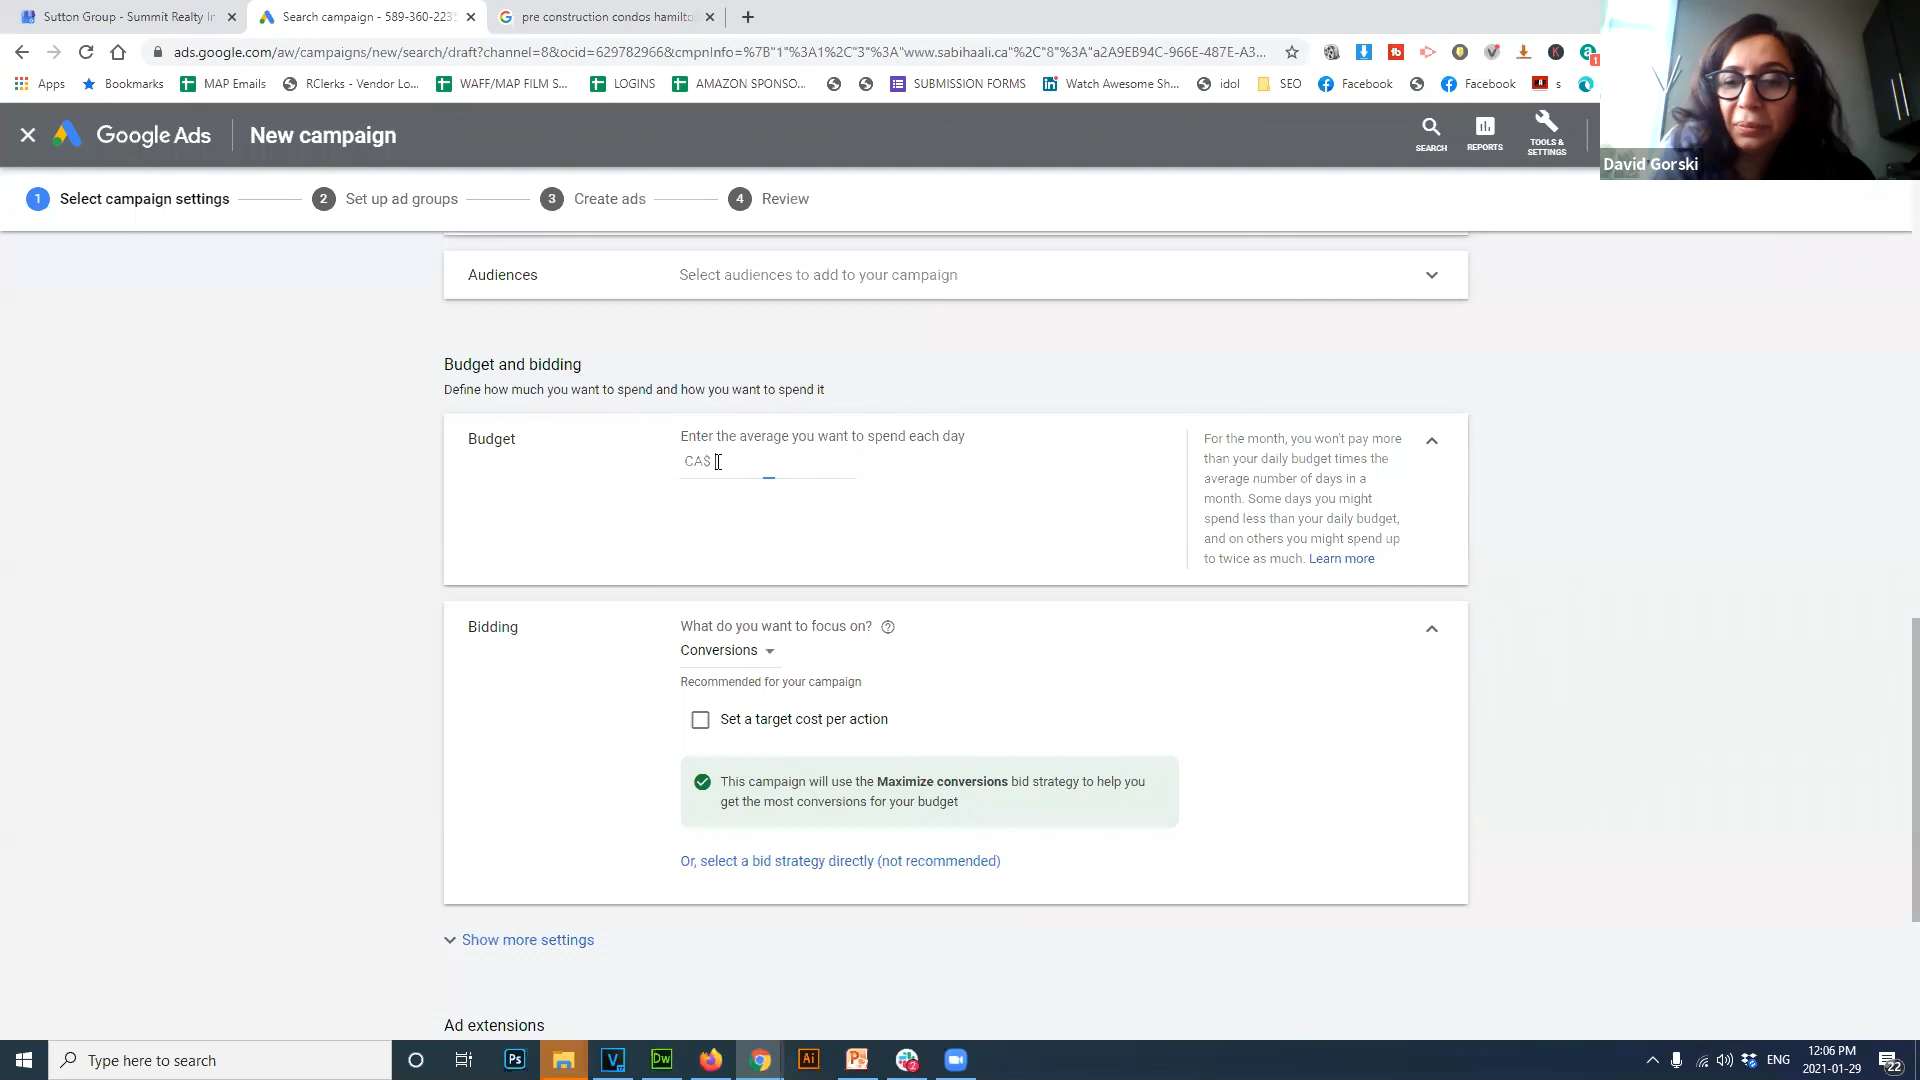 Sutton Group - Summit Realty In
Search campaign - 589-360-2235
pre construction condos hamilto
ads.google.com/aw/campaigns/new/search/draft?channel=8&ocid=629782966&cmpnInfo=%7B"1"%3A1%2C"3"%3A"www.sabihaali.ca"%2C"8"%3A"a2A9EB94C-966E-487E-A3...
Apps
Bookmarks
MAP Emails
RClerks - Vendor Lo...
WAFF/MAP FILM S...
LOGINS
AMAZON SPONSO...
SUBMISSION FORMS
Watch Awesome Sh...
idol
SEO
Facebook
Facebook
s
Google Ads
New campaign
SEARCH
REPORTS
TOOLS &
SETTINGS
David Gorski
1 Select campaign settings
2 Set up ad groups
3 Create ads
4 Review
Audiences
Select audiences to add to your campaign
Budget and bidding
Define how much you want to spend and how you want to spend it
Budget
Enter the average you want to spend each day
CA$
For the month, you won't pay more
than your daily budget times the
average number of days in a
month. Some days you might
spend less than your daily budget,
and on others you might spend up
to twice as much. Learn more
Bidding
What do you want to focus on?
Conversions
Recommended for your campaign
Set a target cost per action
This campaign will use the Maximize conversions bid strategy to help you
get the most conversions for your budget
Or, select a bid strategy directly (not recommended)
Show more settings
Ad extensions
Type here to search
Ps
Dw
Ai
2
ENG
12:06 PM
2021-01-29
22